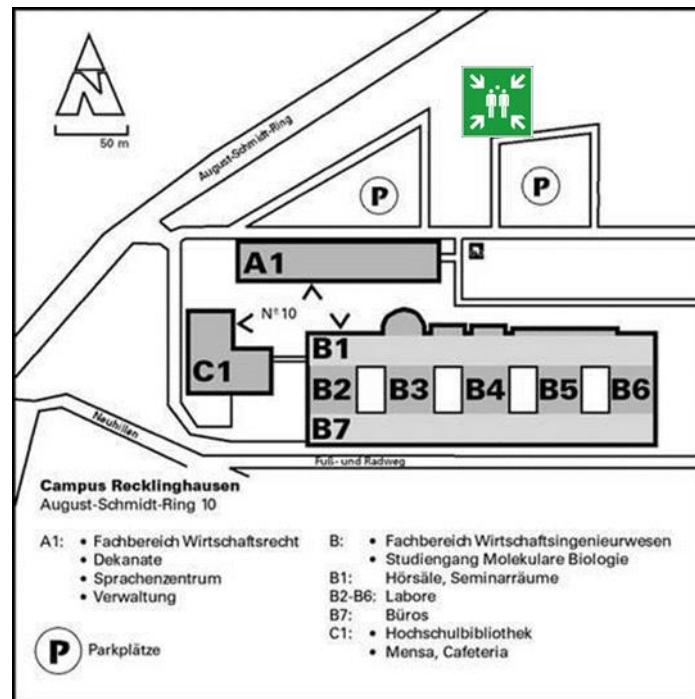 N
50 m
August-Schmidt-Ring
P
P
A1
N° 10
C1
B1
B2 B3 B4 B5 B6
B7
Neuhillen
Fuß- und Radweg
Campus Recklinghausen
August-Schmidt-Ring 10
A1: • Fachbereich Wirtschaftsrecht
• Dekanate
• Sprachenzentrum
• Verwaltung
P Parkplätze
B: • Fachbereich Wirtschaftsingenieurwesen
• Studiengang Molekulare Biologie
B1: Hörsäle, Seminarräume
B2-B6: Labore
B7: Büros
C1: • Hochschulbibliothek
• Mensa, Cafeteria